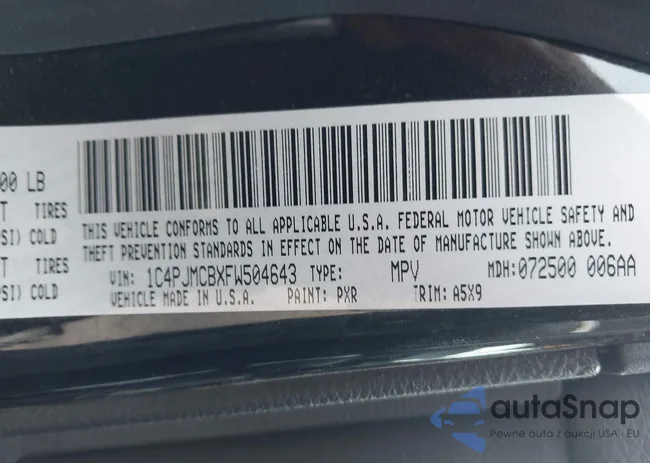 00 LB
T TIRES
THIS VEHICLE CONFORMS TO ALL APPLICABLE U.S.A. FEDERAL MOTOR VEHICLE SAFETY AND
SI) COLD
THEFT PREVENTION STANDARDS IN EFFECT ON THE DATE OF MANUFACTURE SHOWN ABOVE.
T TIRES
VIN: 1C4PJMCBXFW504643 TYPE: MPV MDH:072500 006AA
PSI) COLD
VEHICLE MADE IN U.S.A. PAINT: PXR TRIM: A5X9
autaSnap
Pewne auta z aukcji USA i EU